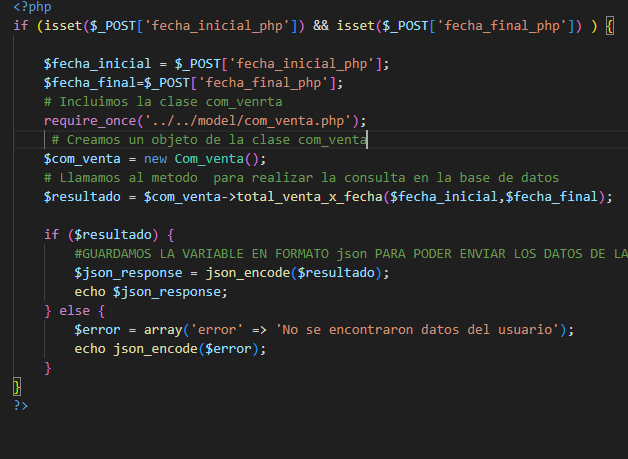 <?php
if (isset($_POST['fecha_inicial_php']) && isset($_POST['fecha_final_php']) ) {
$fecha_inicial = $_POST['fecha_inicial_php'];
$fecha_final=$_POST['fecha_final_php'];
# Incluimos la clase com_venrta
require_once('../../model/com_venta.php');
# Creamos un objeto de la clase com_venta
$com_venta = new Com_venta();
# Llamamos al metodo  para realizar la consulta en la base de datos
$resultado = $com_venta->total_venta_x_fecha($fecha_inicial,$fecha_final);
if ($resultado) {
#GUARDAMOS LA VARIABLE EN FORMATO json PARA PODER ENVIAR LOS DATOS DE LA
$json_response = json_encode($resultado);
echo $json_response;
} else {
$error = array('error' => 'No se encontraron datos del usuario');
echo json_encode($error);
}
}
?>